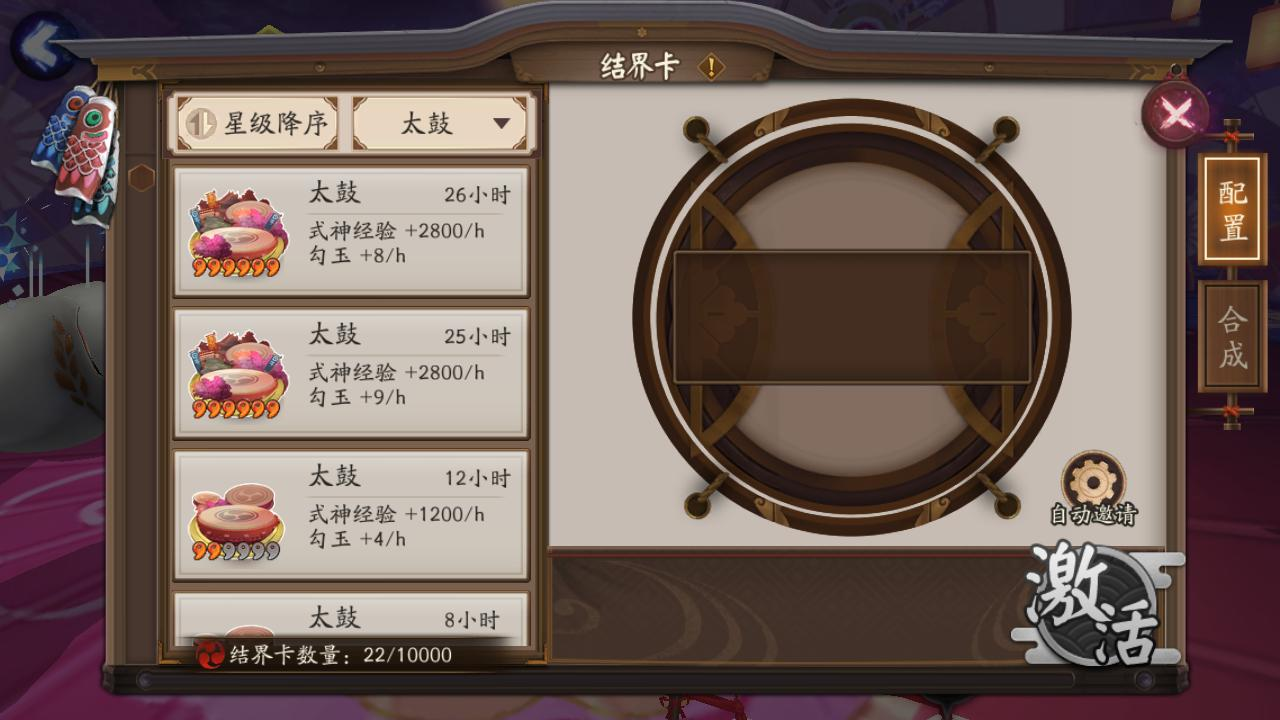 结界卡
星级降序
太鼓
太鼓 26小时
式神经验 +2800/h
勾玉 +8/h
太鼓 25小时
式神经验 +2800/h
勾玉 +9/h
太鼓 12小时
式神经验 +1200/h
勾玉 +4/h
太鼓 8小时
结界卡数量：22/10000
配置
合成
自动邀请
激活